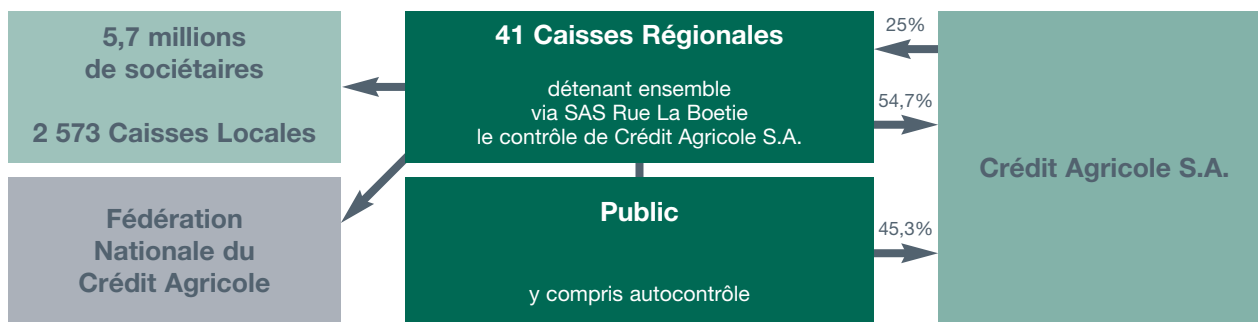 5,7 millions
de sociétaires
2 573 Caisses Locales
Fédération
Nationale du
Crédit Agricole
41 Caisses Régionales
détenant ensemble
via SAS Rue La Boetie
le contrôle de Crédit Agricole S.A.
Public
y compris autocontrôle
25%
54,7%
45,3%
Crédit Agricole S.A.